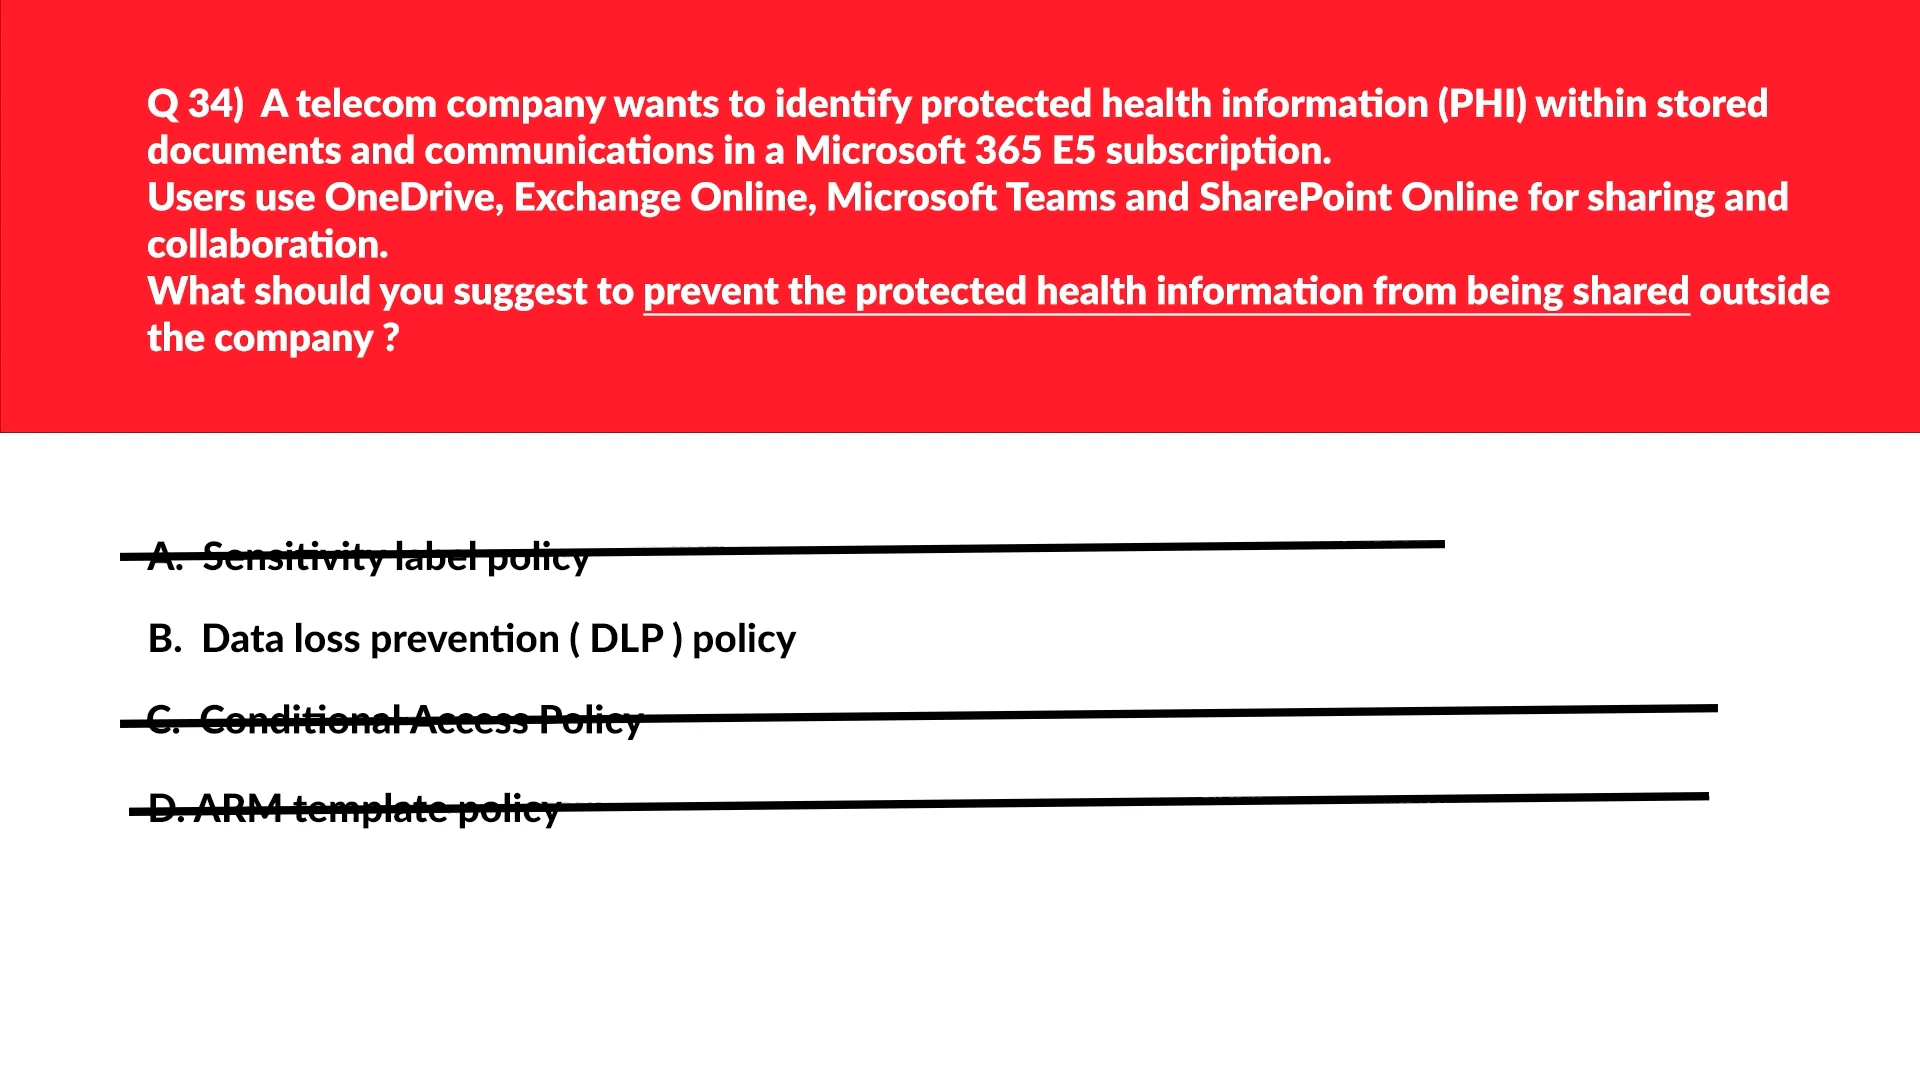 Q 34) A telecom company wants to identify protected health information (PHI) within stored
documents and communications in a Microsoft 365 E5 subscription.
Users use OneDrive, Exchange Online, Microsoft Teams and SharePoint Online for sharing and
collaboration.
What should you suggest to prevent the protected health information from being shared outside
the company ?
A. Sensitivity label policy
B. Data loss prevention ( DLP ) policy
C. Conditional Access Policy
D. ARM template policy